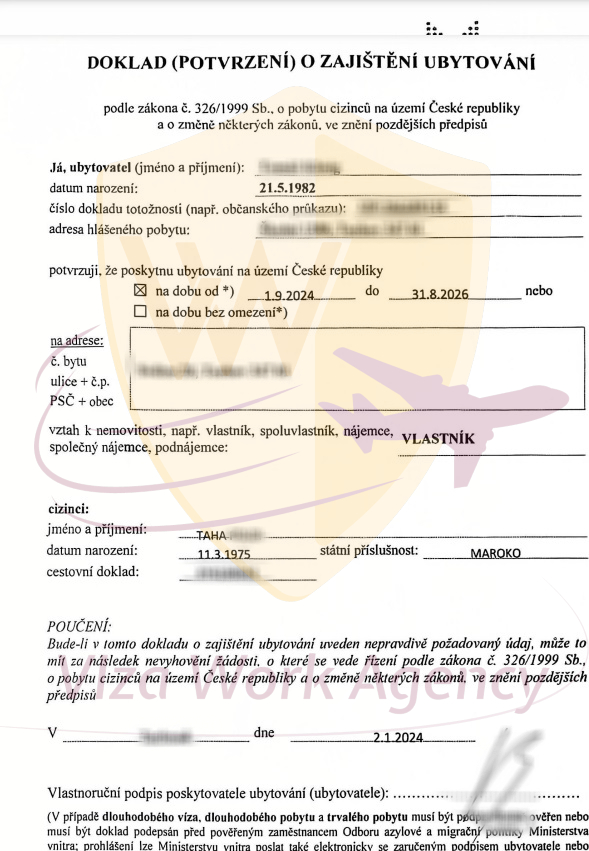 DOKLAD (POTVRZENÍ) O ZAJIŠTĚNÍ UBYTOVÁNÍ
podle zákona č. 326/1999 Sb., o pobytu cizinců na území České republiky
a o změně některých zákonů, ve znění pozdějších předpisů
Já, ubytovatel (jméno a příjmení):
datum narození: 21.5.1982
číslo dokladu totožnosti (např. občanského průkazu):
adresa hlášeného pobytu:
potvrzuji, že poskytnu ubytování na území České republiky
☒ na dobu od *) 1.9.2024 do 31.8.2026 nebo
☐ na dobu bez omezení*)
na adrese:
č. bytu
ulice + č.p.
PSČ + obec
vztah k nemovitosti, např. vlastník, spoluvlastník, nájemce,
společný nájemce, podnájemce: VLASTNÍK
cizinci:
jméno a příjmení: TAHA
datum narození: 11.3.1975 státní příslušnost: MAROKO
cestovní doklad:
POUČENÍ:
Bude-li v tomto dokladu o zajištění ubytování uveden nepravdivě požadovaný údaj, může to
mít za následek nevyhovění žádosti, o které se vede řízení podle zákona č. 326/1999 Sb.,
o pobytu cizinců na území České republiky a o změně některých zákonů, ve znění pozdějších
předpisů
Viza Work Agency
V dne 2.1.2024
Vlastnoruční podpis poskytovatele ubytování (ubytovatele):
(V případě dlouhodobého víza, dlouhodobého pobytu a trvalého pobytu musí být ověřen nebo
musí být doklad podepsán před pověřeným zaměstnancem Odboru azylové a migrační politiky Ministerstva
vnitra; prohlášení lze Ministerstvu vnitra poslat také elektronicky se zaručeným podpisem ubytovatele nebo